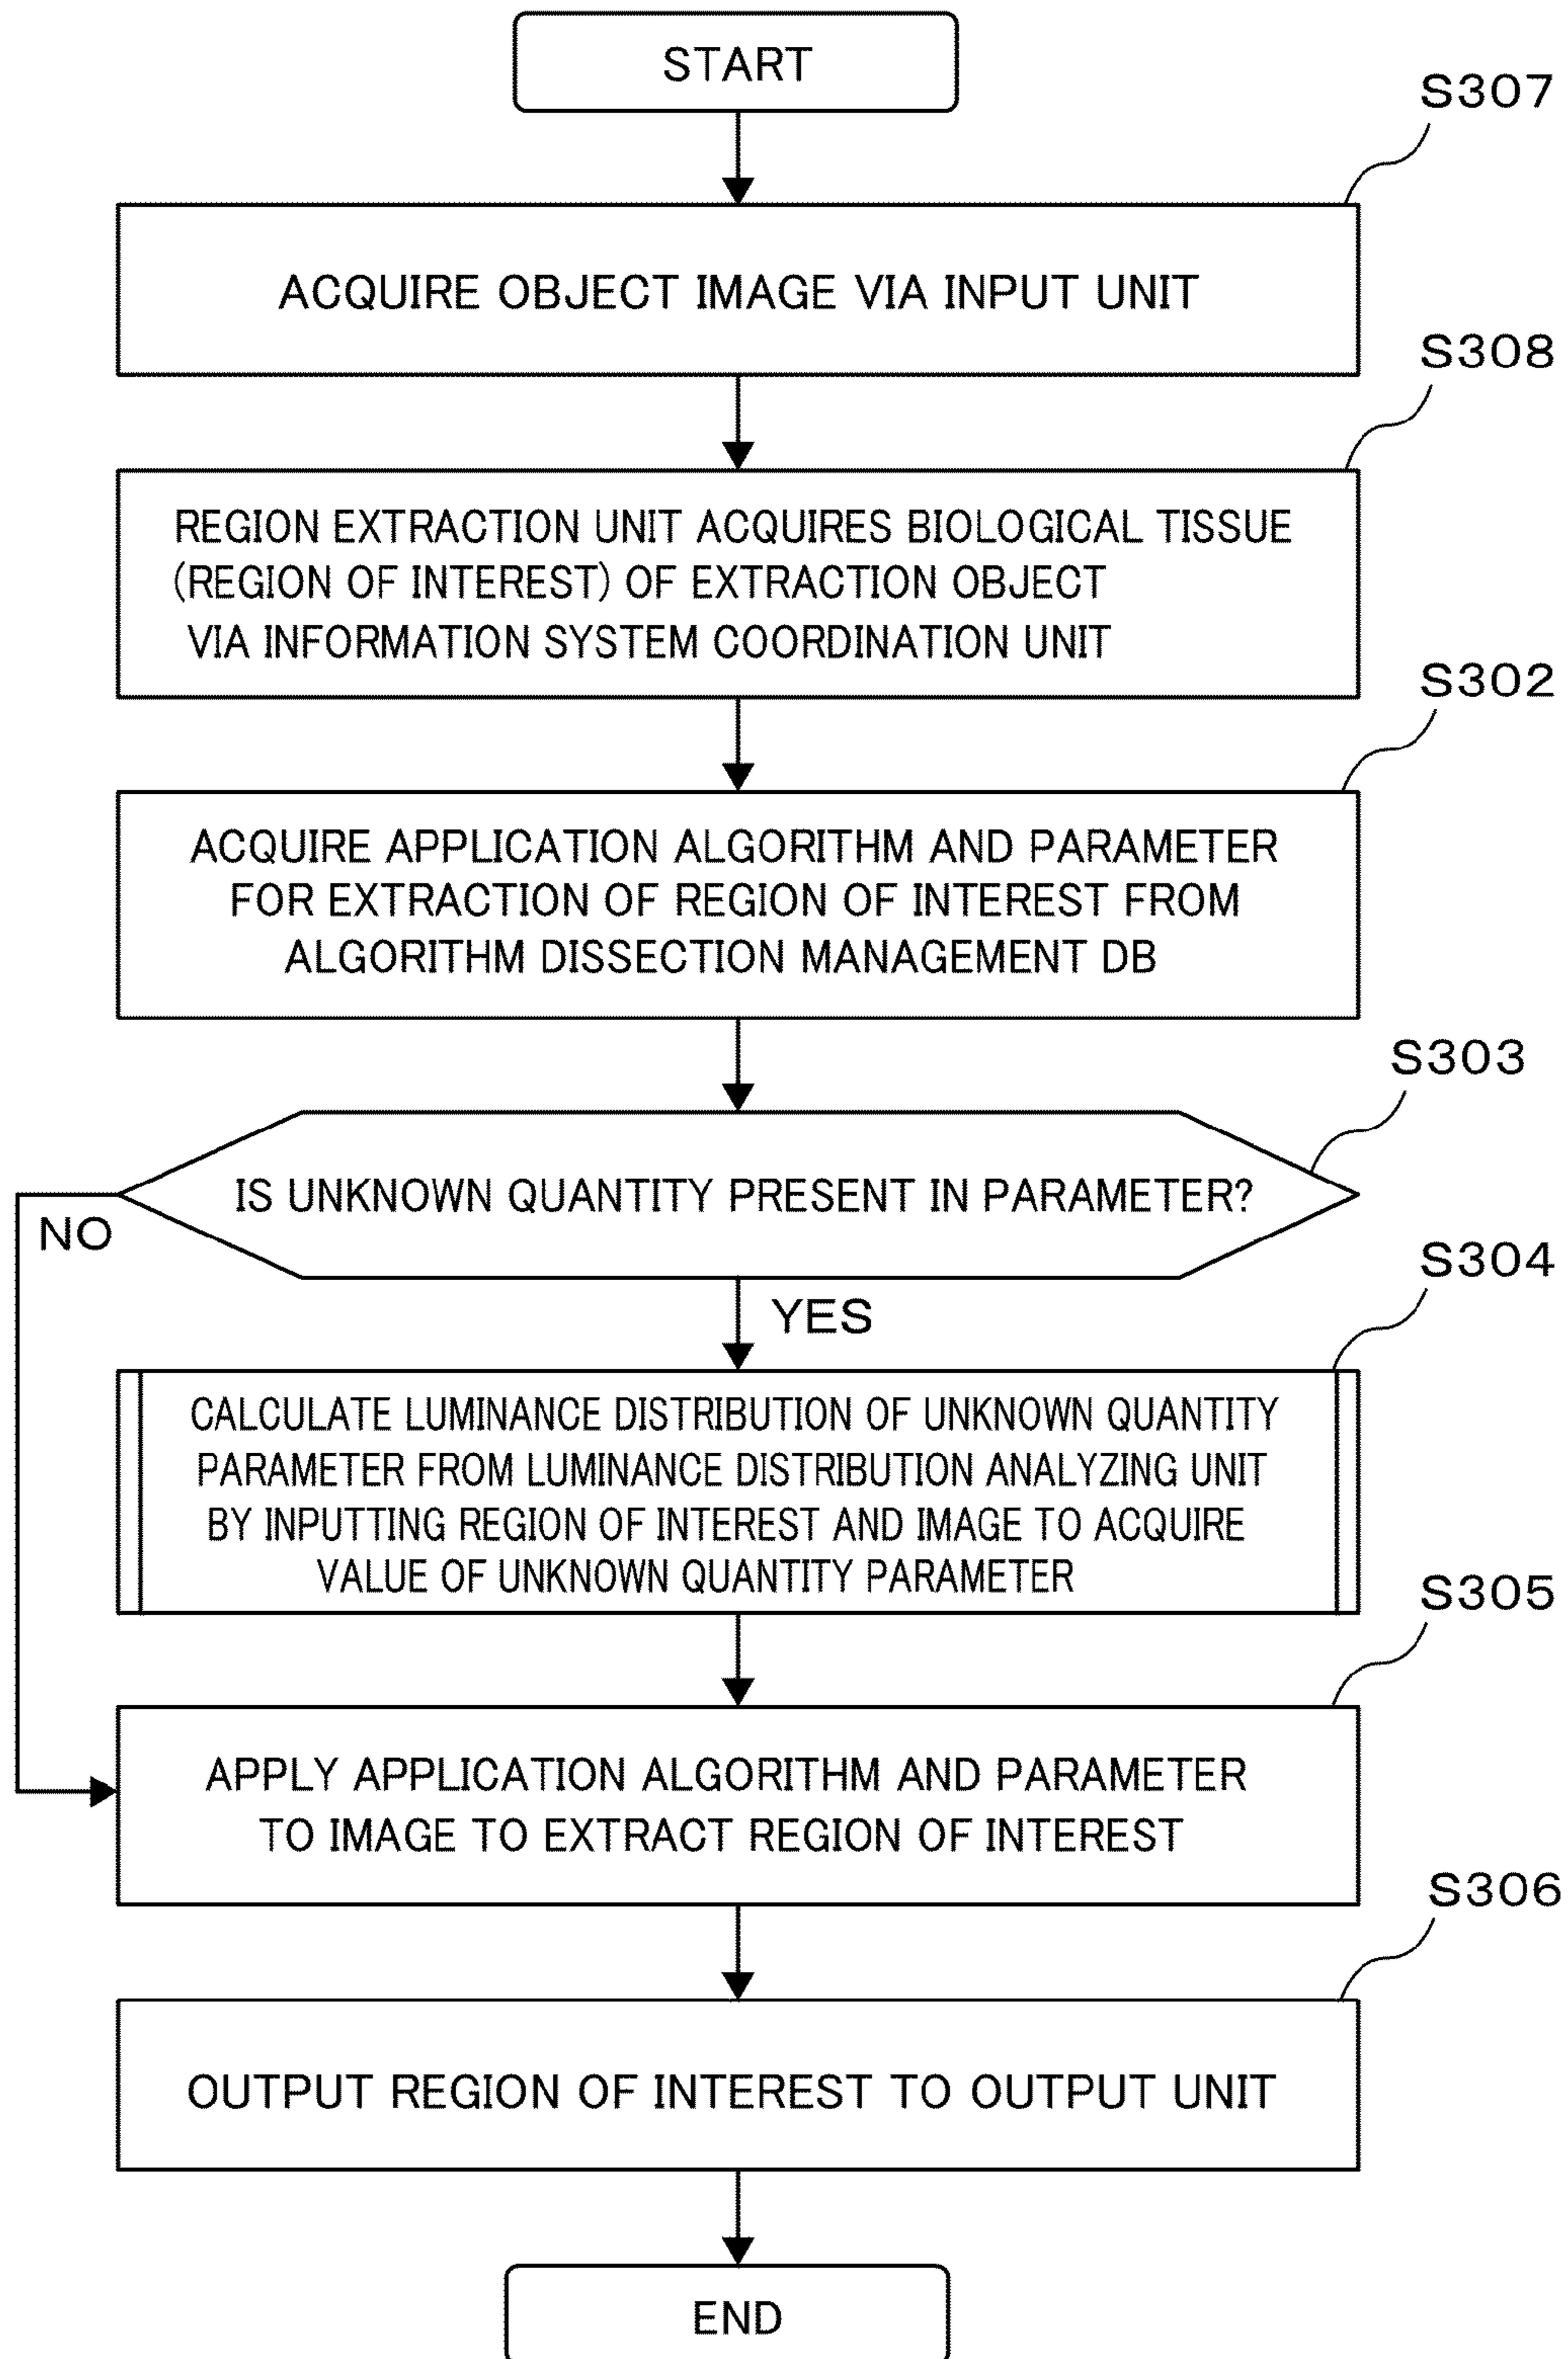 START
S307
ACQUIRE OBJECT IMAGE VIA INPUT UNIT
S308
REGION EXTRACTION UNIT ACQUIRES BIOLOGICAL TISSUE
(REGION OF INTEREST) OF EXTRACTION OBJECT
VIA INFORMATION SYSTEM COORDINATION UNIT
S302
ACQUIRE APPLICATION ALGORITHM AND PARAMETER
FOR EXTRACTION OF REGION OF INTEREST FROM
ALGORITHM DISSECTION MANAGEMENT DB
S303
IS UNKNOWN QUANTITY PRESENT IN PARAMETER?
NO
YES
S304
CALCULATE LUMINANCE DISTRIBUTION OF UNKNOWN QUANTITY
PARAMETER FROM LUMINANCE DISTRIBUTION ANALYZING UNIT
BY INPUTTING REGION OF INTEREST AND IMAGE TO ACQUIRE
VALUE OF UNKNOWN QUANTITY PARAMETER
S305
APPLY APPLICATION ALGORITHM AND PARAMETER
TO IMAGE TO EXTRACT REGION OF INTEREST
S306
OUTPUT REGION OF INTEREST TO OUTPUT UNIT
END